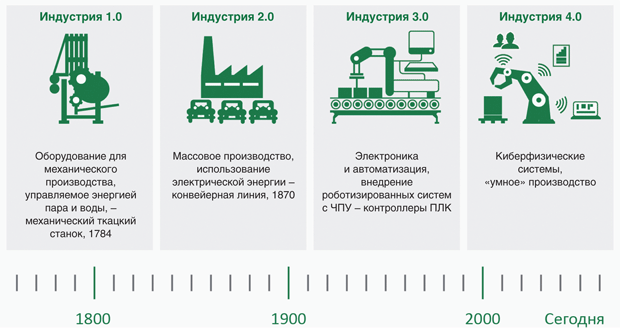 Индустрия 1.0
Оборудование для
механического
производства,
управляемое энергией
пара и воды, –
механический ткацкий
станок, 1784
Индустрия 2.0
Массовое производство,
использование
электрической энергии –
конвейерная линия, 1870
Индустрия 3.0
Электроника
и автоматизация,
внедрение
роботизированных систем
с ЧПУ – контроллеры ПЛК
Индустрия 4.0
Киберфизические
системы,
«умное» производство
1800
1900
2000
Сегодня